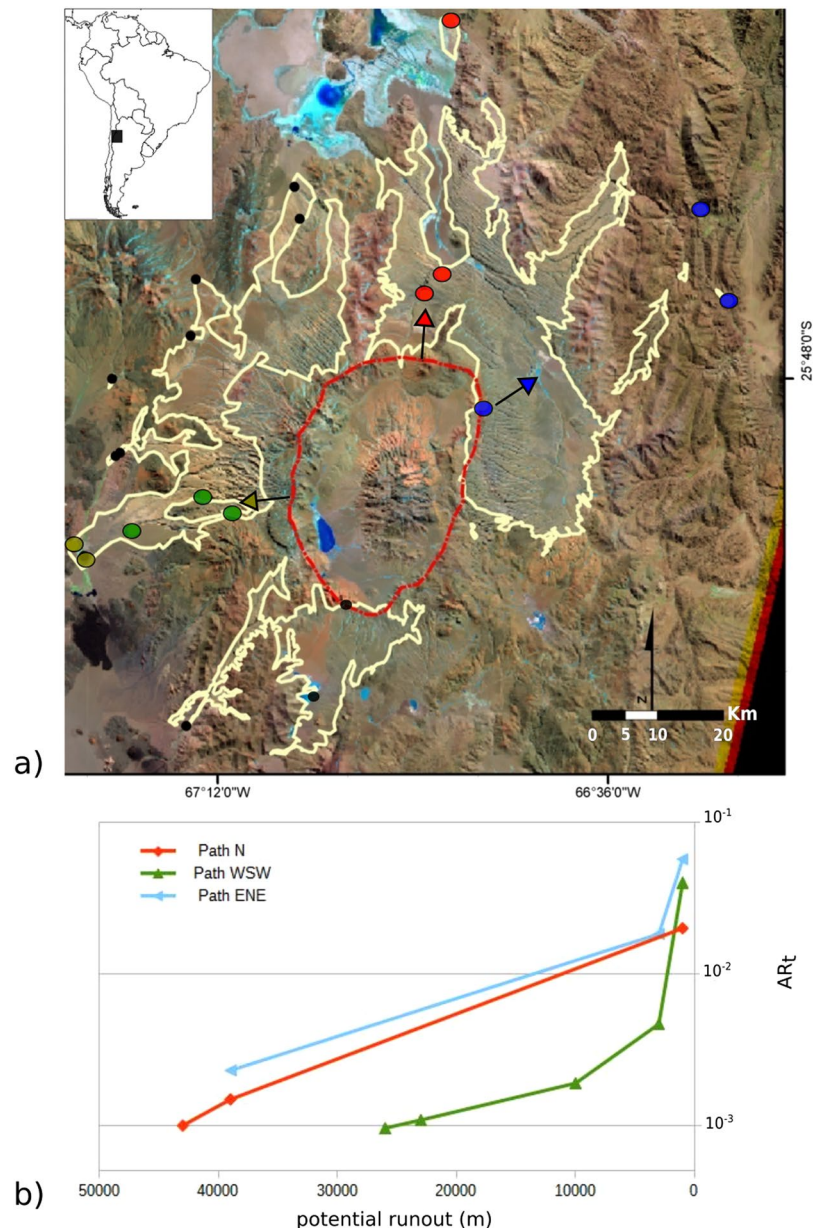 25°48'0"S
N
Km
0 5 10 20
a)
67°12'0"W 66°36'0"W
10-1
Path N
Path WSW
Path ENE
10-2
ARt
10-3
b)
50000 40000 30000 20000 10000 0
potential runout (m)